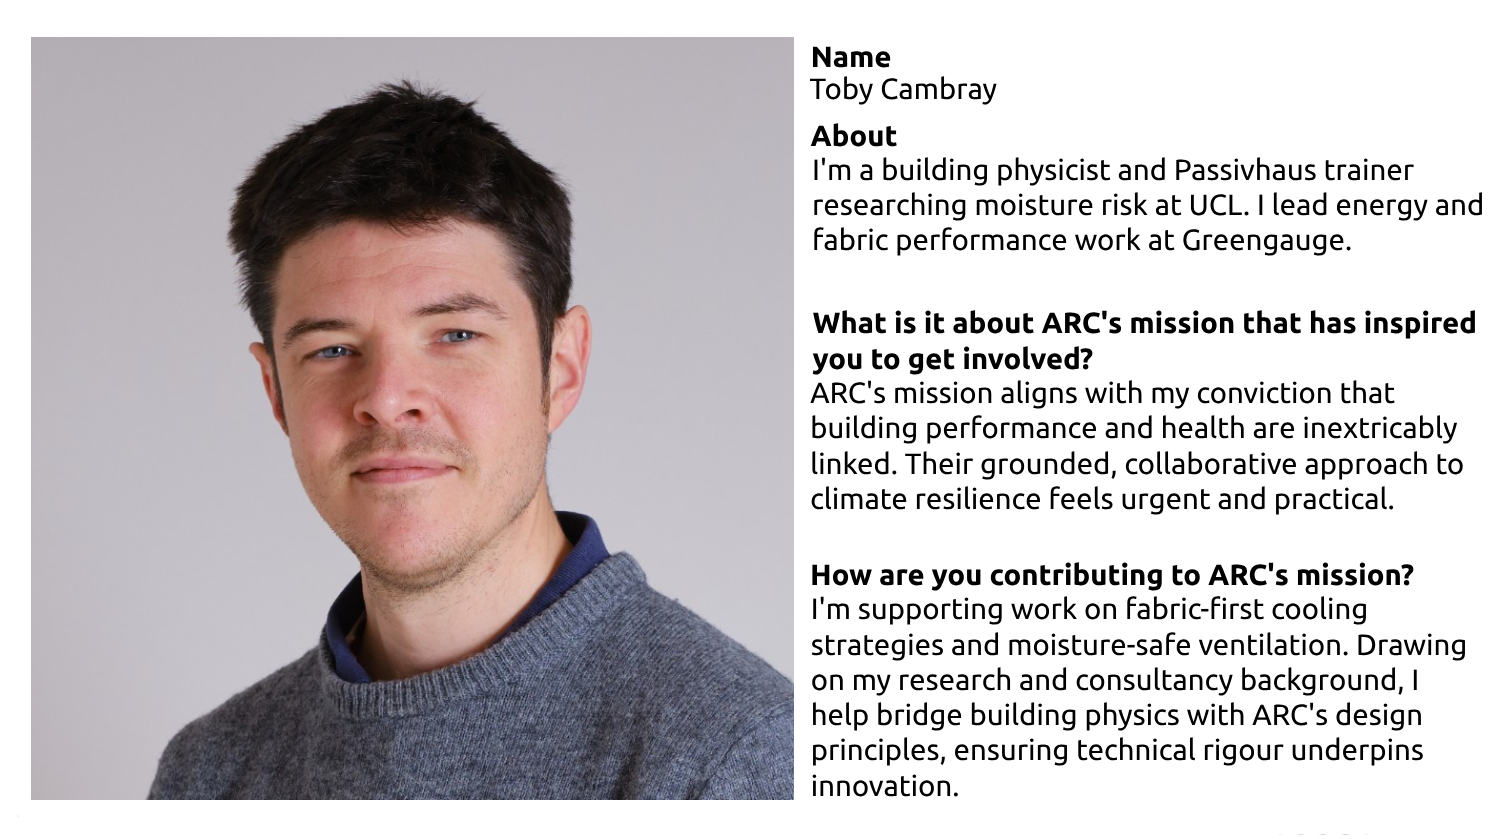 Name
Toby Cambray
About
I'm a building physicist and Passivhaus trainer
researching moisture risk at UCL. I lead energy and
fabric performance work at Greengauge.
What is it about ARC's mission that has inspired
you to get involved?
ARC's mission aligns with my conviction that
building performance and health are inextricably
linked. Their grounded, collaborative approach to
climate resilience feels urgent and practical.
How are you contributing to ARC's mission?
I'm supporting work on fabric-first cooling
strategies and moisture-safe ventilation. Drawing
on my research and consultancy background, I
help bridge building physics with ARC's design
principles, ensuring technical rigour underpins
innovation.